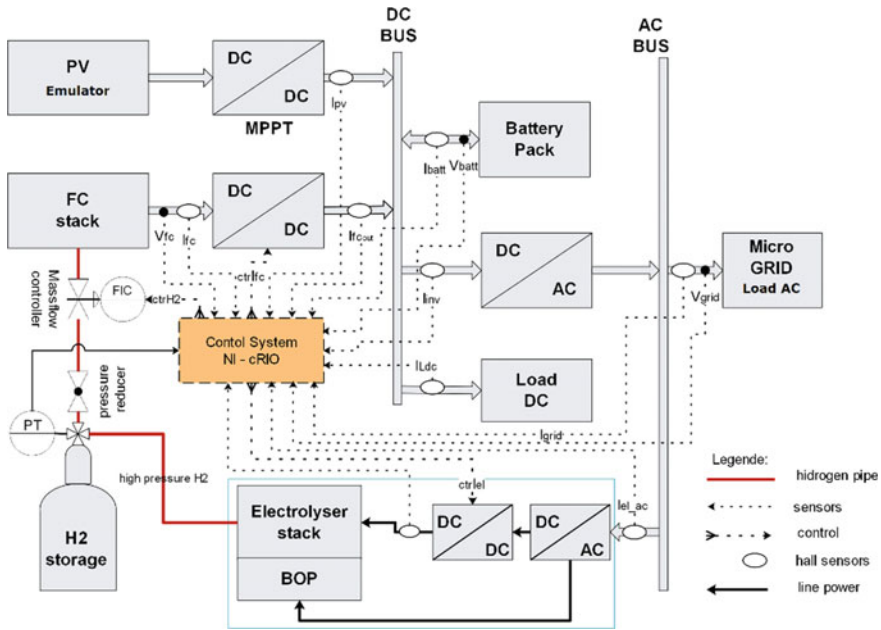 DC
BUS
AC
BUS
PV
Emulator
DC
DC
MPPT
Ipv
Battery
Pack
Ibatt
Vbatt
FC
stack
Vfc
Ifc
DC
DC
Ifcout
ctrIfc
DC
AC
Iinv
Micro
GRID
Load AC
Vgrid
Massflow
controller
FIC
ctrH2
Contol System
NI - cRIO
ILdc
Load
DC
pressure
reducer
PT
Igrid
high pressure H2
H2
storage
Electrolyser
stack
BOP
ctrlel
DC
DC
DC
AC
Iel_ac
Legende:
hidrogen pipe
sensors
control
hall sensors
line power